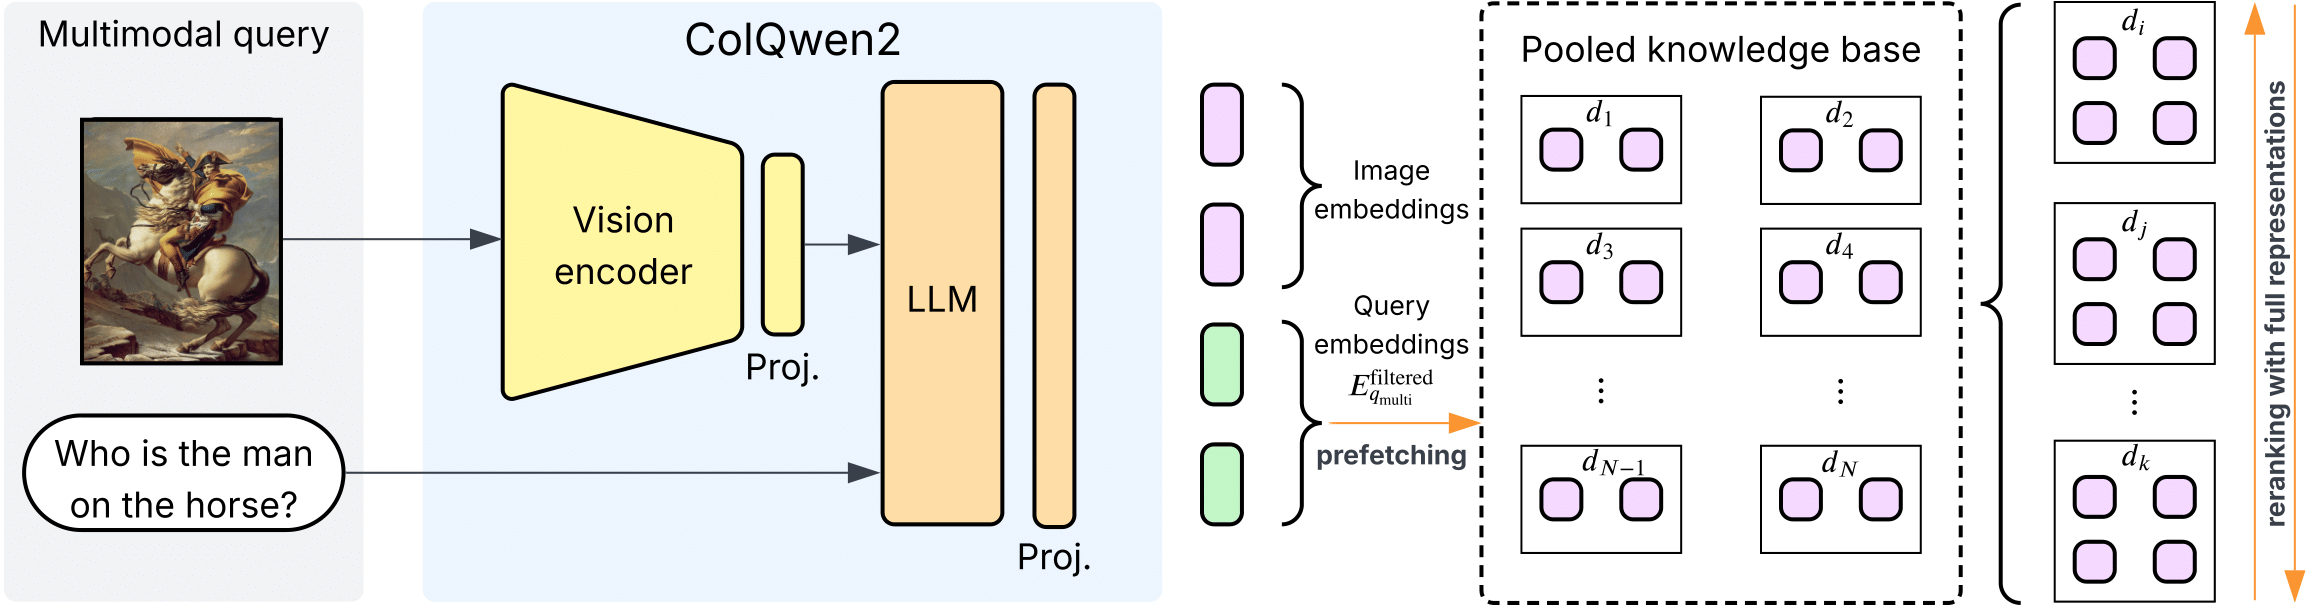 Multimodal query
Who is the man
on the horse?
ColQwen2
Vision
encoder
Proj.
LLM
Proj.
Image
embeddings
Query
embeddings
E_{q_{multi}}^{filtered}
prefetching
Pooled knowledge base
d_1
d_2
d_3
d_4
⋮
⋮
d_{N-1}
d_N
d_i
d_j
⋮
d_k
reranking with full representations